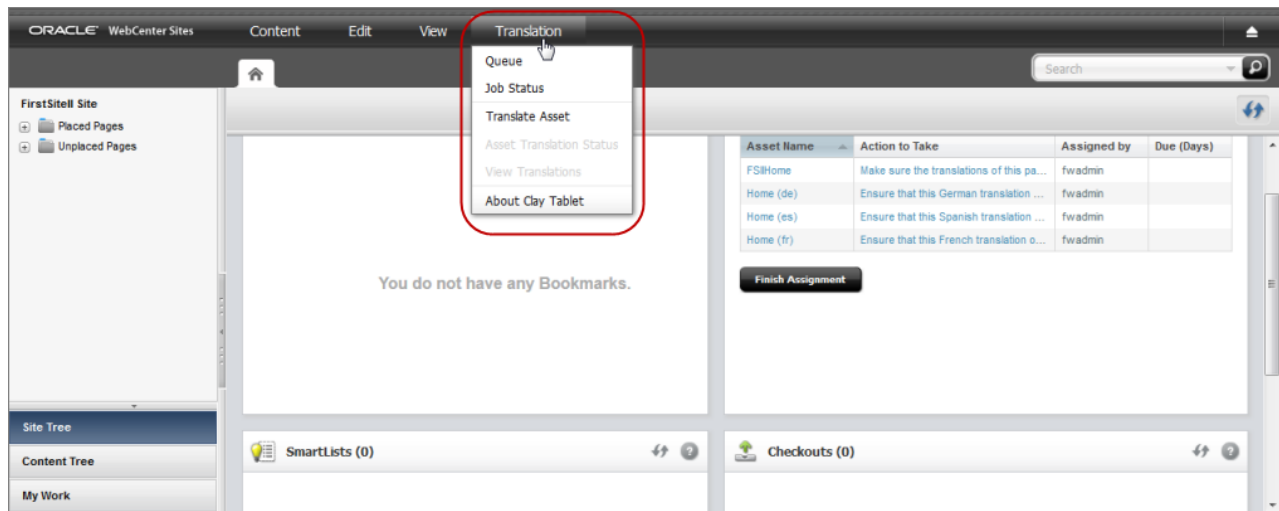 ORACLE WebCenter Sites
Content Edit View Translation
Search
FirstSiteII Site
Placed Pages
Unplaced Pages
Queue
Job Status
Translate Asset
Asset Translation Status
View Translations
About Clay Tablet
Asset Name Action to Take Assigned by Due (Days)
FSIIHome Make sure the translations of this pa... fwadmin
Home (de) Ensure that this German translation ... fwadmin
Home (es) Ensure that this Spanish translation ... fwadmin
Home (fr) Ensure that this French translation o... fwadmin
You do not have any Bookmarks.
Finish Assignment
Site Tree
Content Tree
My Work
SmartLists (0)
Checkouts (0)